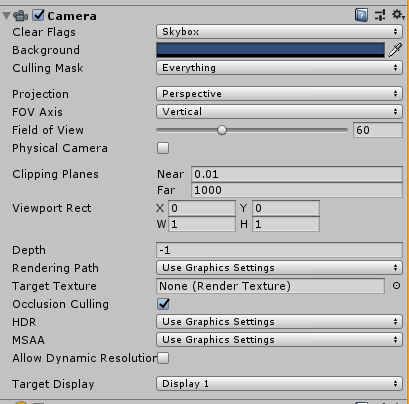 Camera
Clear Flags Skybox
Background
Culling Mask Everything
Projection Perspective
FOV Axis Vertical
Field of View 60
Physical Camera
Clipping Planes Near 0.01
Far 1000
Viewport Rect X 0 Y 0
W 1 H 1
Depth -1
Rendering Path Use Graphics Settings
Target Texture None (Render Texture)
Occlusion Culling
HDR Use Graphics Settings
MSAA Use Graphics Settings
Allow Dynamic Resolution
Target Display Display 1